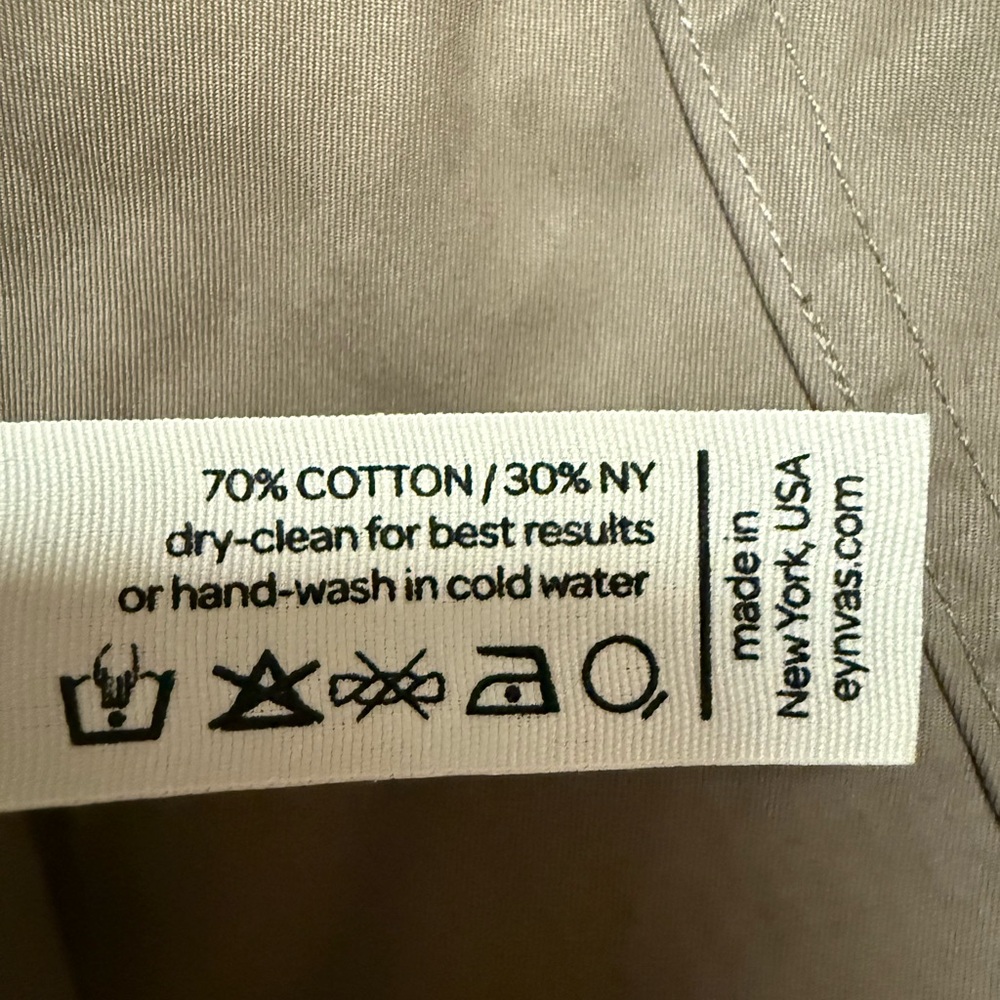 70% COTTON / 30% NY
dry-clean for best results
or hand-wash in cold water
made in
New York, USA
eynvas.com